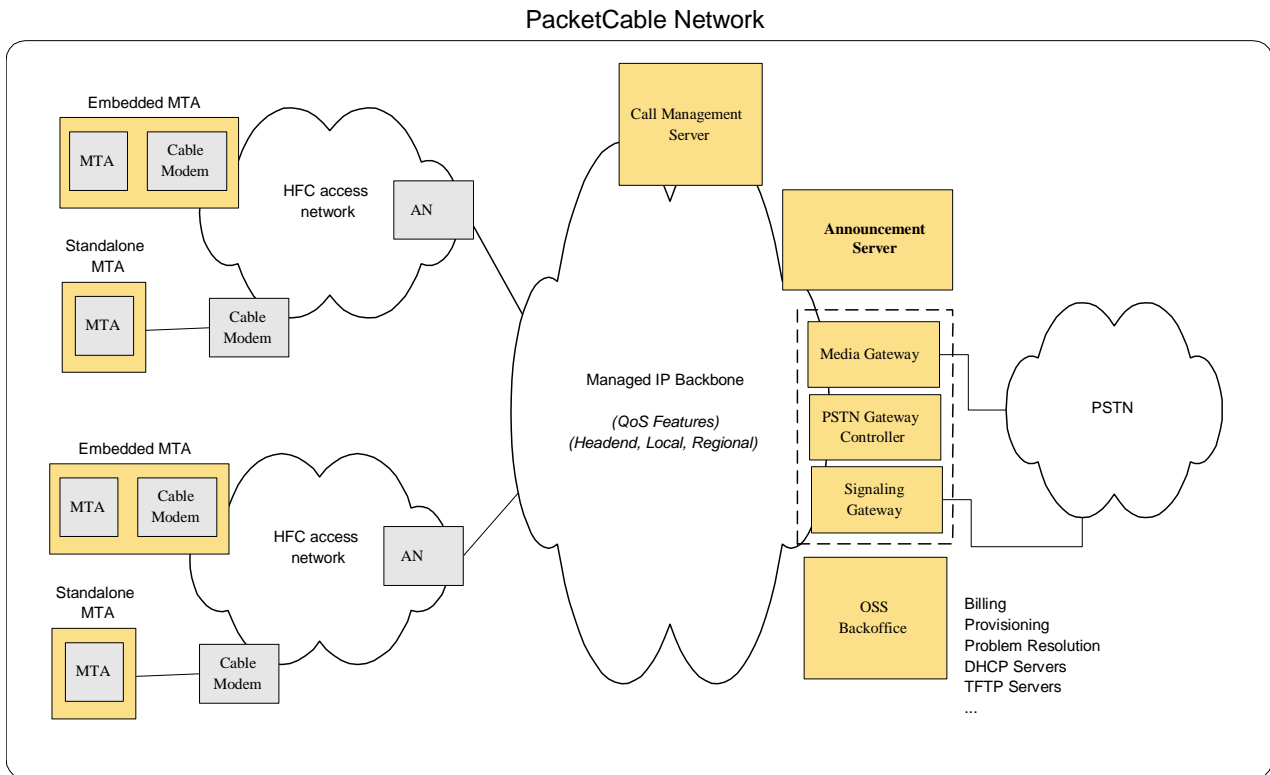 PacketCable Network
Embedded MTA
MTA
Cable
Modem
HFC access
network
AN
Standalone
MTA
MTA
Cable
Modem
Call Management
Server
Announcement
Server
Managed IP Backbone
(QoS Features)
(Headend, Local, Regional)
Media Gateway
PSTN Gateway
Controller
Signaling
Gateway
PSTN
Embedded MTA
MTA
Cable
Modem
HFC access
network
AN
Standalone
MTA
MTA
Cable
Modem
OSS
Backoffice
Billing
Provisioning
Problem Resolution
DHCP Servers
TFTP Servers
...